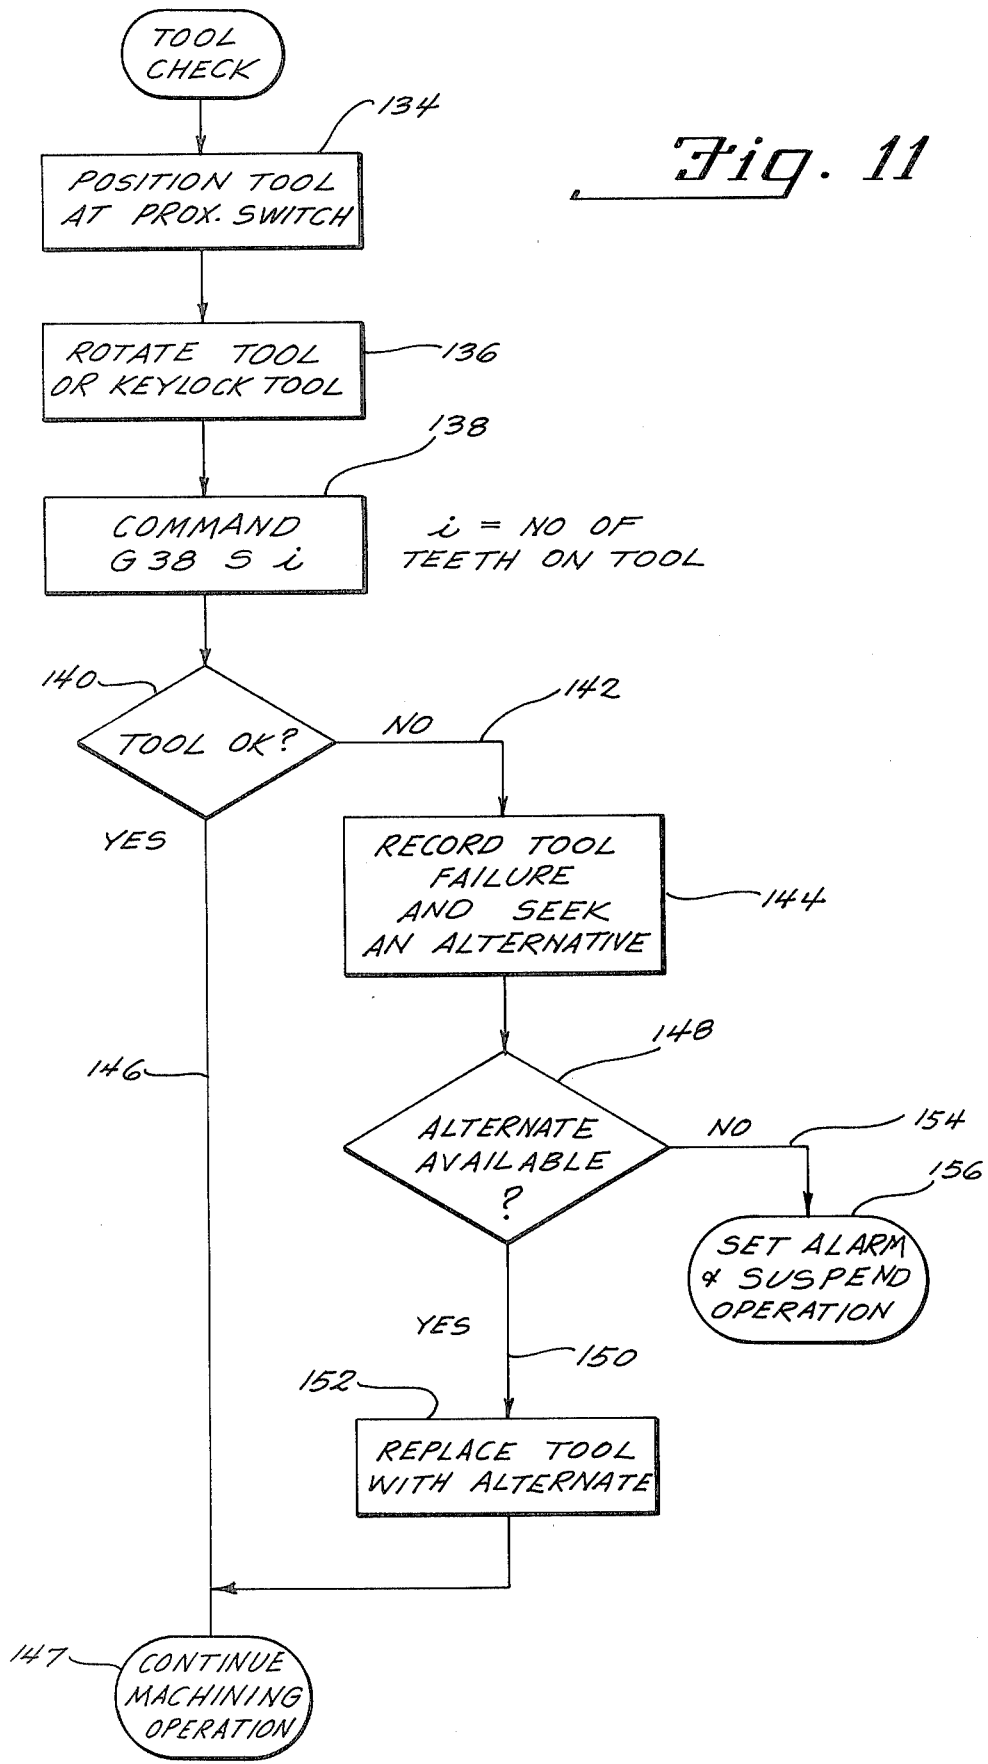 TOOL
CHECK
134
Fig. 11
POSITION TOOL
AT PROX. SWITCH
ROTATE TOOL
OR KEYLOCK TOOL
136
138
COMMAND
G38 S i
i = NO OF
TEETH ON TOOL
140
TOOL OK?
NO
142
YES
RECORD TOOL
FAILURE
AND SEEK
AN ALTERNATIVE
144
146
148
ALTERNATE
AVAILABLE
?
NO
154
156
SET ALARM
& SUSPEND
OPERATION
YES
150
152
REPLACE TOOL
WITH ALTERNATE
147
CONTINUE
MACHINING
OPERATION